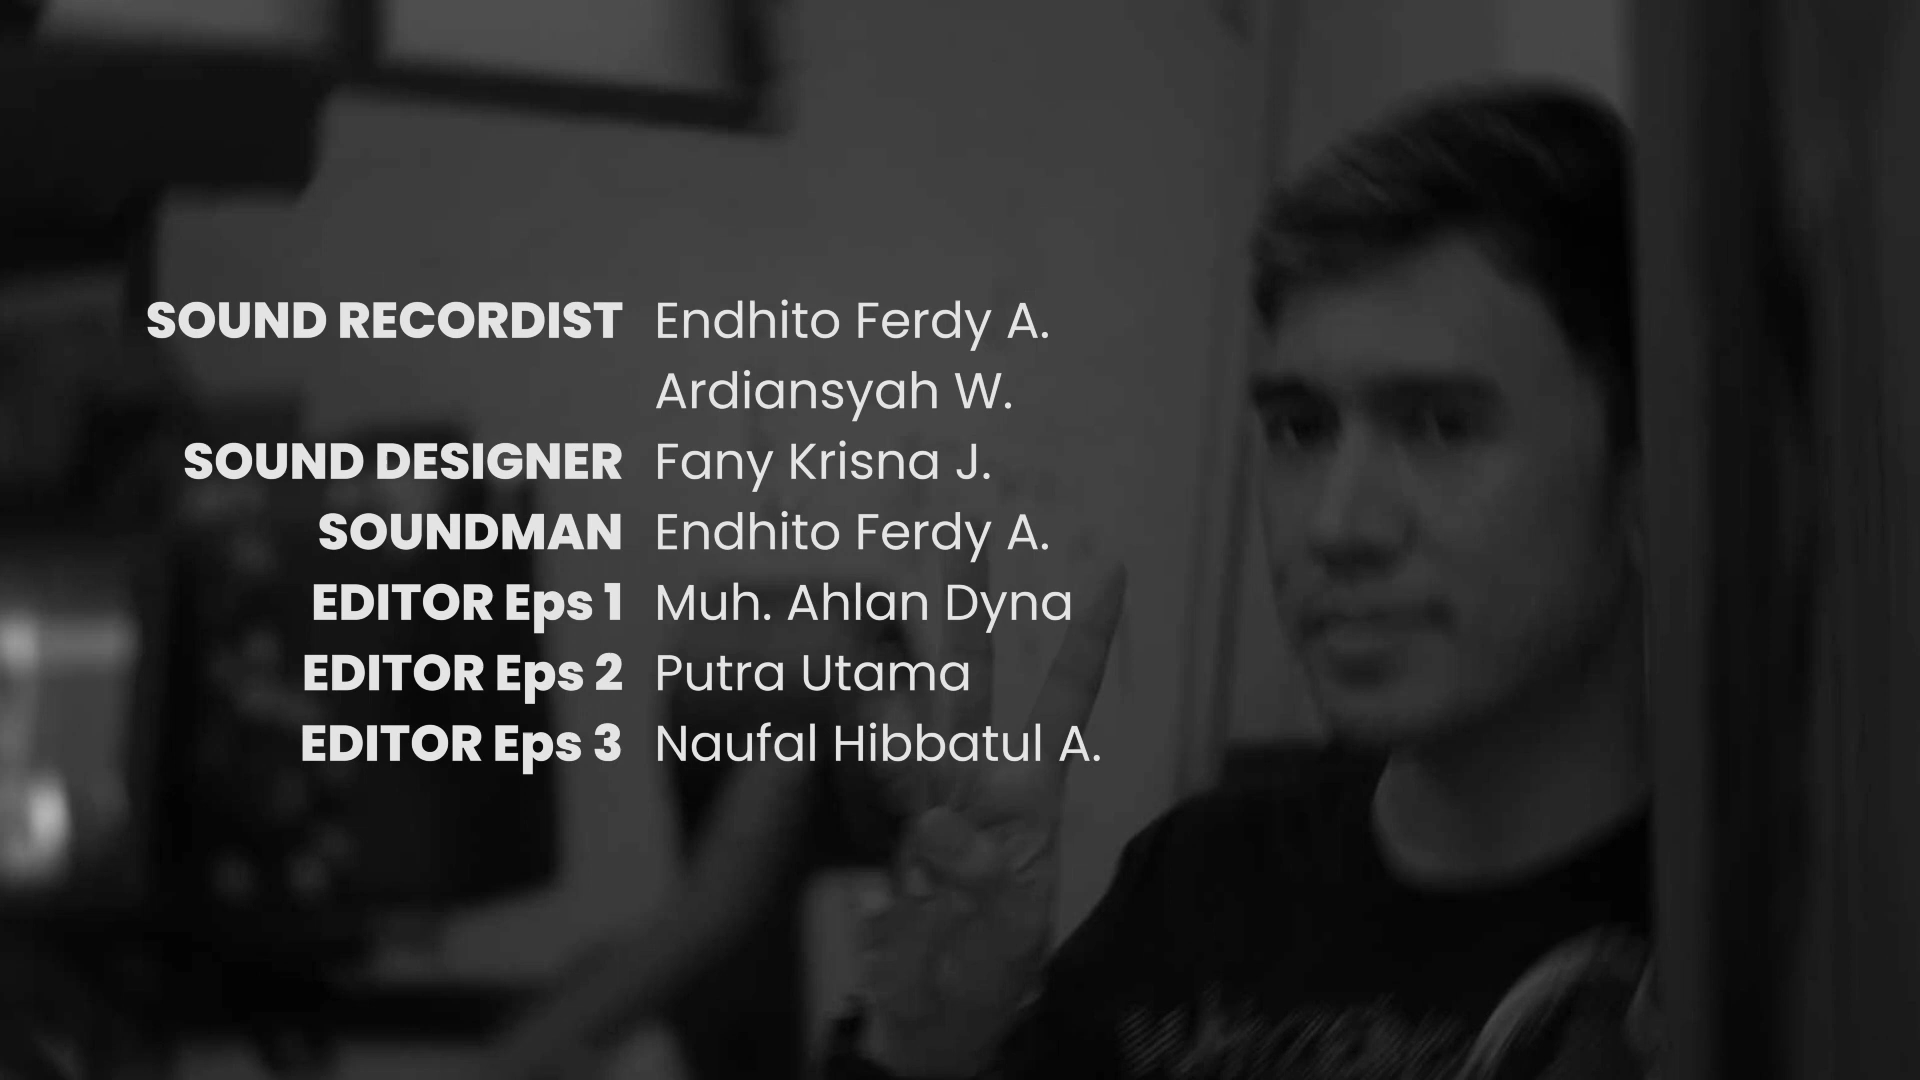 SOUND RECORDIST Endhito Ferdy A.
Ardiansyah W.
SOUND DESIGNER Fany Krisna J.
SOUNDMAN Endhito Ferdy A.
EDITOR Eps 1 Muh. Ahlan Dyna
EDITOR Eps 2 Putra Utama
EDITOR Eps 3 Naufal Hibbatul A.